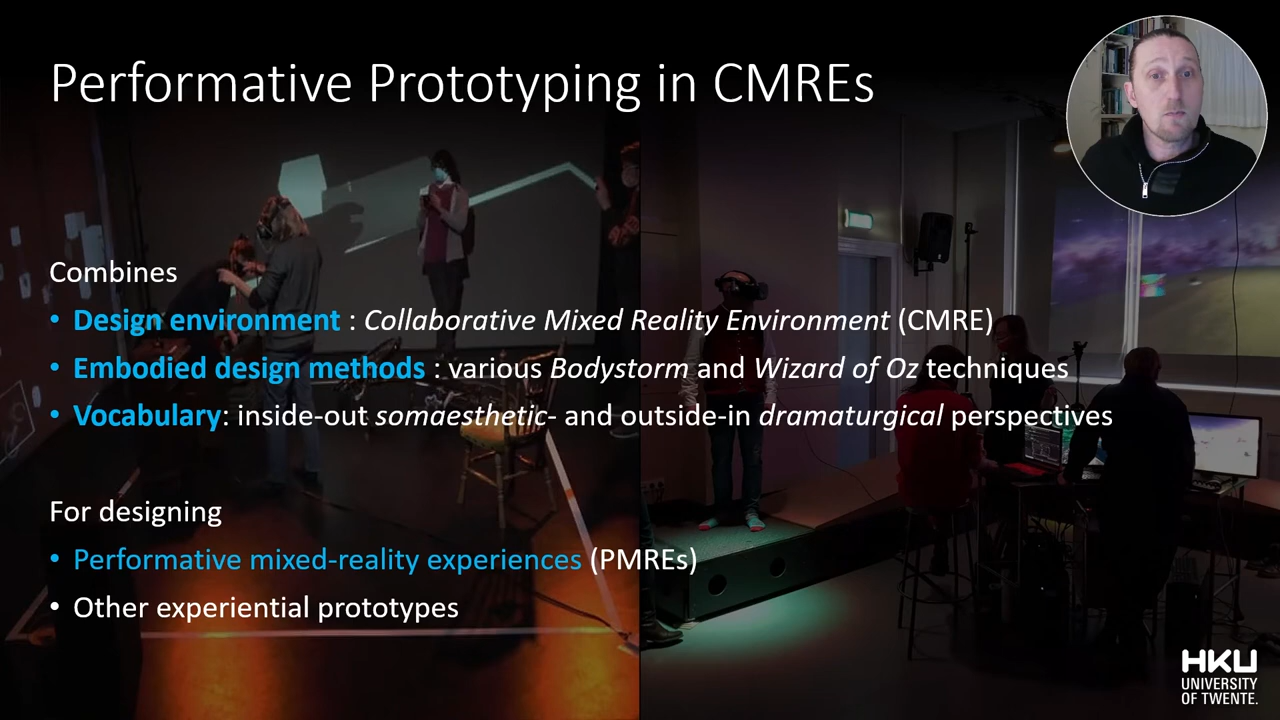 Performative Prototyping in CMREs
Combines
• Design environment : Collaborative Mixed Reality Environment (CMRE)
• Embodied design methods : various Bodystorm and Wizard of Oz techniques
• Vocabulary: inside-out somaesthetic- and outside-in dramaturgical perspectives
For designing
• Performative mixed-reality experiences (PMREs)
• Other experiential prototypes
HKU
UNIVERSITY
OF TWENTE.